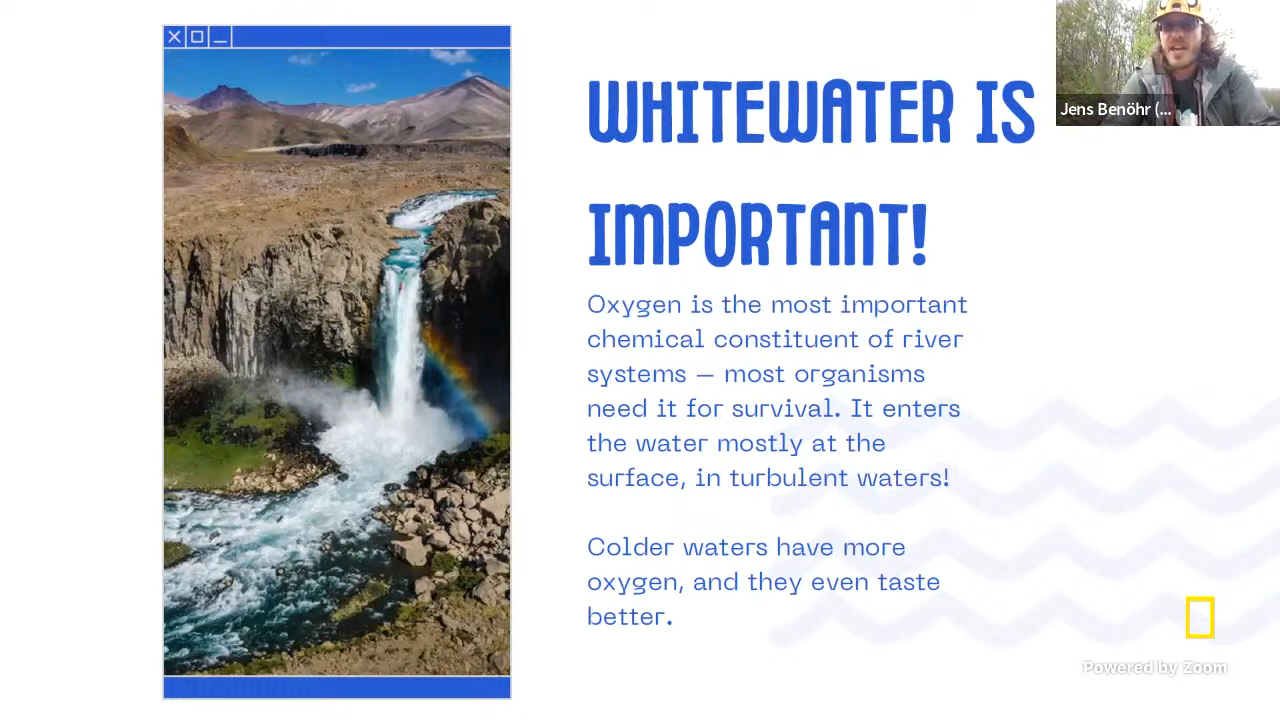 WHITEWATER IS
IMPORTANT!
Oxygen is the most important
chemical constituent of river
systems – most organisms
need it for survival. It enters
the water mostly at the
surface, in turbulent waters!
Colder waters have more
oxygen, and they even taste
better.
Jens Benöhr (...
Powered by Zoom